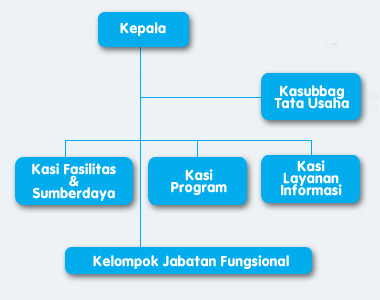 Kepala
Kasubbag
Tata Usaha
Kasi Fasilitas
&
Sumberdaya
Kasi
Program
Kasi
Layanan
Informasi
Kelompok Jabatan Fungsional